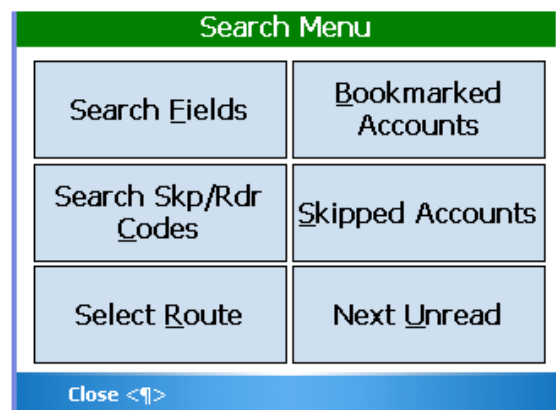 Search Menu
Search Fields
Bookmarked
Accounts
Search Skp/Rdr
Codes
Skipped Accounts
Select Route
Next Unread
Close <¶>